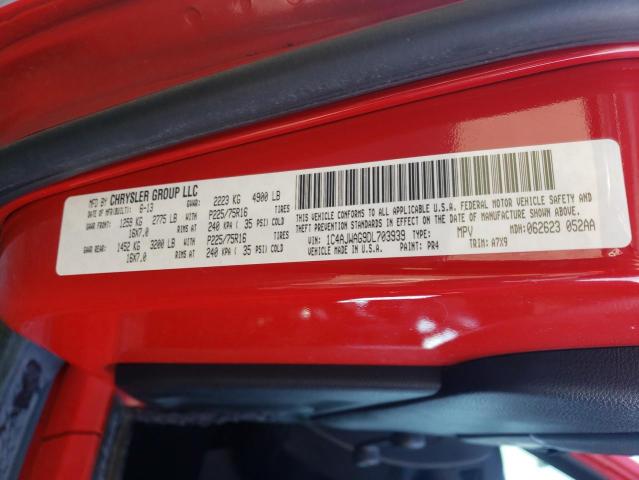 MFD BY CHRYSLER GROUP LLC
DATE OF MFR(BUILT): 6-13 2223 KG 4900 LB
GAWR FRONT: 1259 KG 2775 LB WITH P225/75R16 TIRES
16X7.0 RIMS AT 240 KPA ( 35 PSI) COLD
GAWR REAR: 1452 KG 3200 LB WITH P225/75R16 TIRES
16X7.0 RIMS AT 240 KPA ( 35 PSI) COLD
THIS VEHICLE CONFORMS TO ALL APPLICABLE U.S.A. FEDERAL MOTOR VEHICLE SAFETY AND
THEFT PREVENTION STANDARDS IN EFFECT ON THE DATE OF MANUFACTURE SHOWN ABOVE.
VIN: 1C4AJWAG9DL703939 TYPE: MPV MDH: 062623 052AA
VEHICLE MADE IN U.S.A. PAINT: PR4 TRIM: A7X9